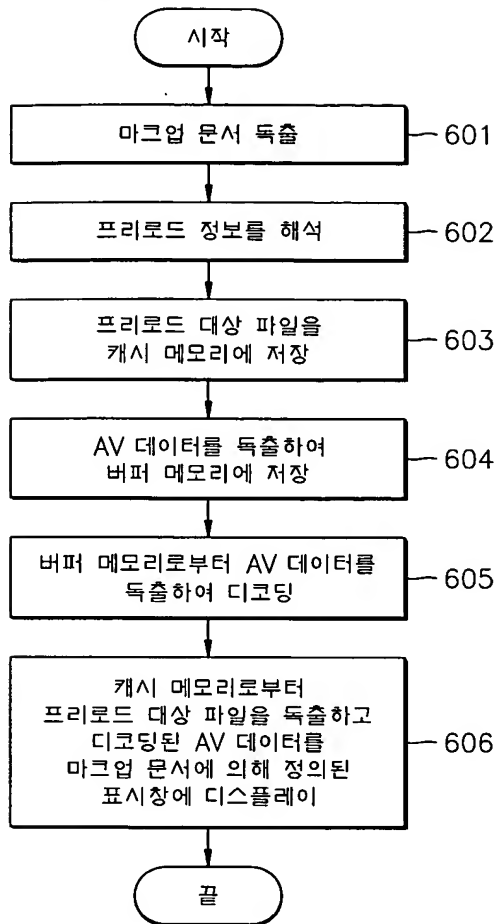 시작
마크업 문서 독출
601
프리로드 정보를 해석
602
프리로드 대상 파일을
캐시 메모리에 저장
603
AV 데이터를 독출하여
버퍼 메모리에 저장
604
버퍼 메모리로부터 AV 데이터를
독출하여 디코딩
605
캐시 메모리로부터
프리로드 대상 파일을 독출하고
디코딩된 AV 데이터를
마크업 문서에 의해 정의된
표시창에 디스플레이
606
끝